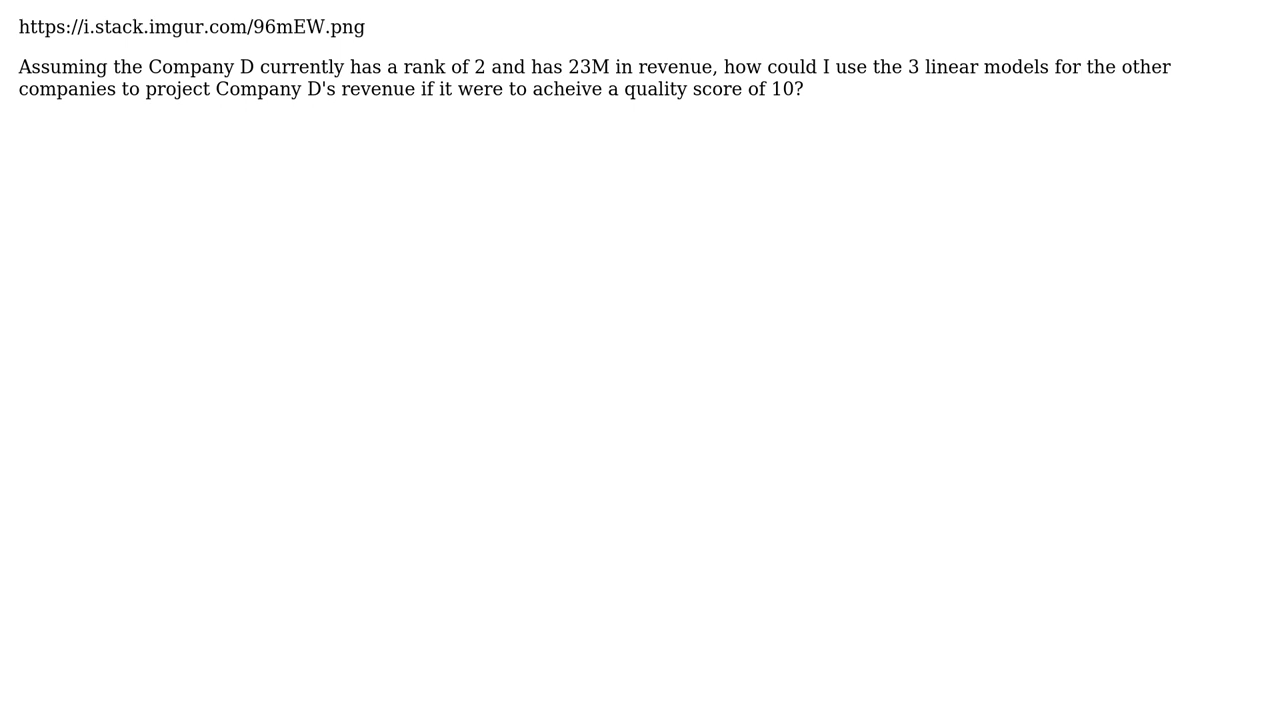 https://i.stack.imgur.com/96mEW.png
Assuming the Company D currently has a rank of 2 and has 23M in revenue, how could I use the 3 linear models for the other
companies to project Company D's revenue if it were to acheive a quality score of 10?